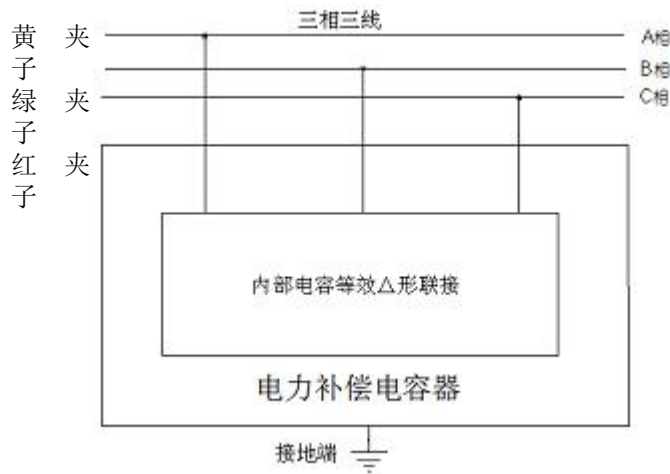 三相三线
黄 夹
子
绿 夹
子
红 夹
子
A相
B相
C相
内部电容等效△形联接
电力补偿电容器
接地端